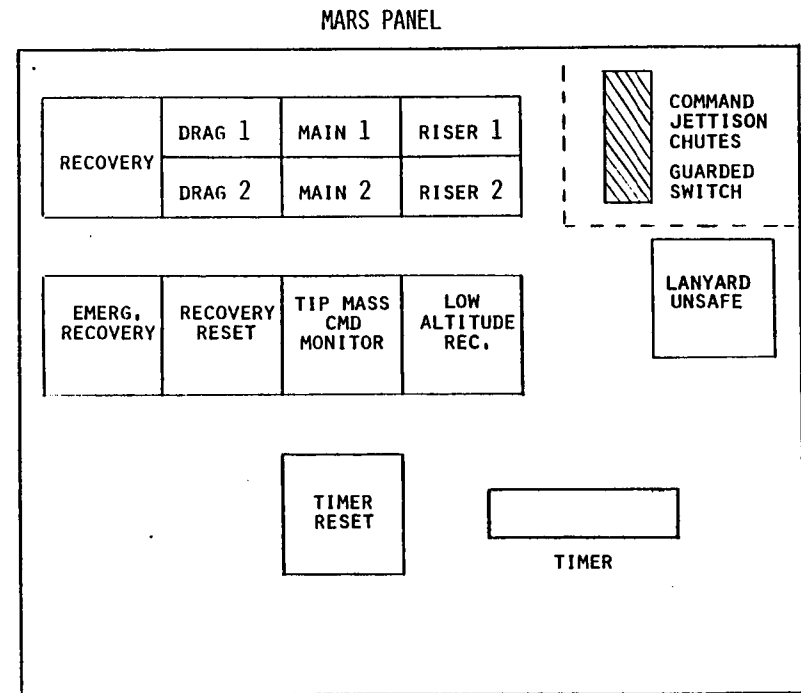 MARS PANEL
RECOVERY
DRAG 1
MAIN 1
RISER 1
DRAG 2
MAIN 2
RISER 2
COMMAND
JETTISON
CHUTES
GUARDED
SWITCH
LANYARD
UNSAFE
EMERG.
RECOVERY
RECOVERY
RESET
TIP MASS
CMD
MONITOR
LOW
ALTITUDE
REC.
TIMER
RESET
TIMER